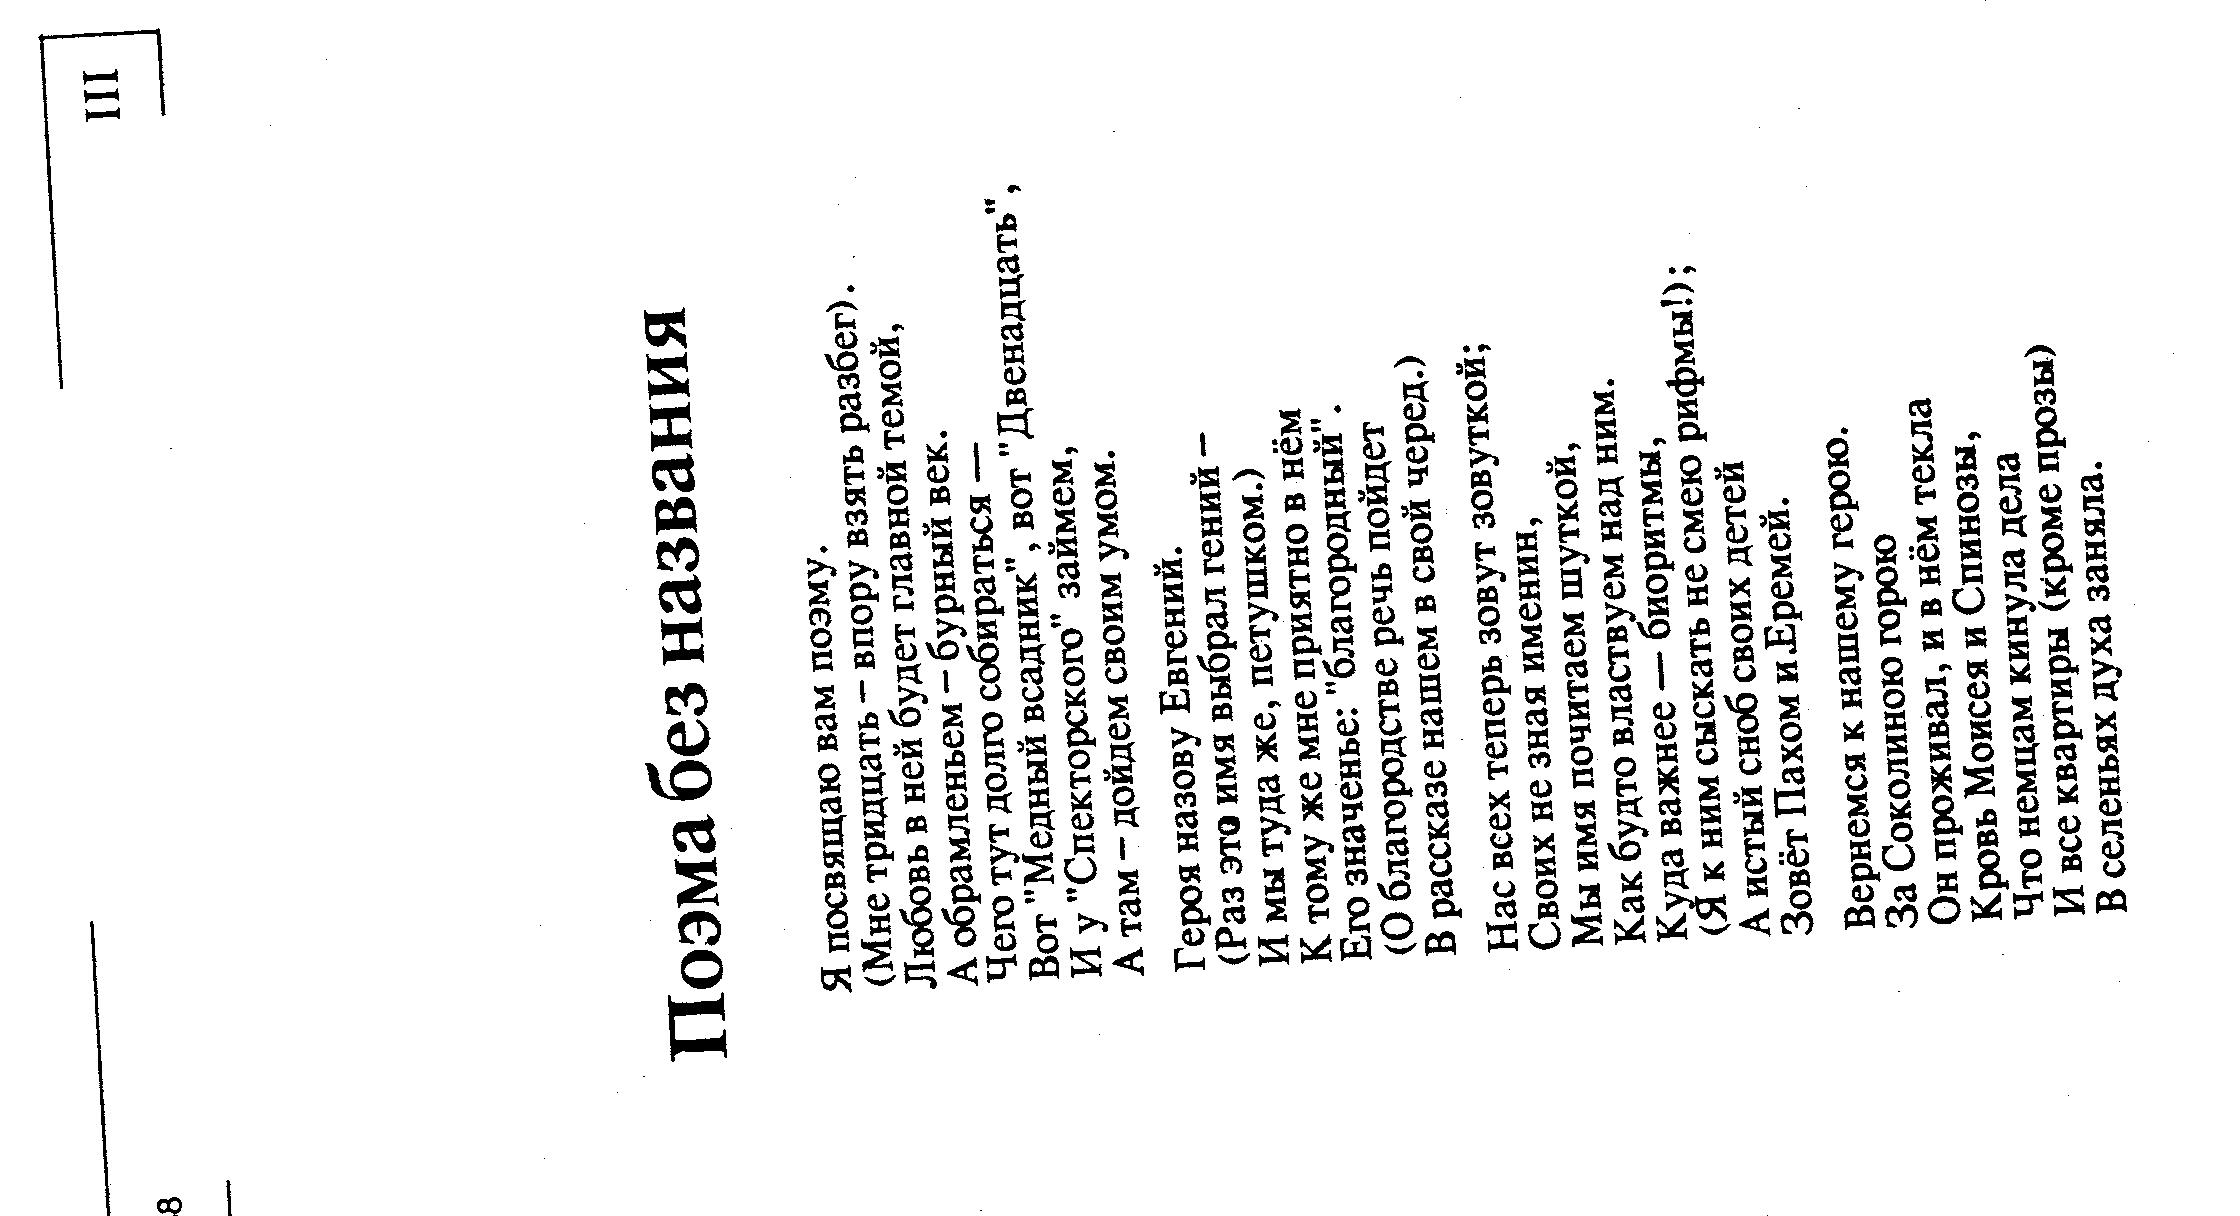 III
Поэма без названия
Я посвящаю вам поэму.
(Мне тридцать – впору взять разбег).
Любовь в ней будет главной темой,
А обрамленьем – бурный век.
Чего тут долго собираться —
Вот "Медный всадник", вот "Двенадцать",
И у "Спекторского" займем,
А там – дойдем своим умом.
Героя назову Евгений.
(Раз это имя выбрал гений –
И мы туда же, петушком.)
К тому же мне приятно в нём
Его значенье: "благородный".
(О благородстве речь пойдет
В рассказе нашем в свой черед.)
Нас всех теперь зовут зовуткой;
Своих не зная именин,
Мы имя почитаем шуткой,
Как будто властвуем над ним.
Куда важнее — биоритмы,
(Я к ним сыскать не смею рифмы!);
А истый сноб своих детей
Зовёт Пахом и Еремей.
Вернемся к нашему герою.
За Соколиною горою
Он проживал, и в нём текла
Кровь Моисея и Спинозы,
Что немцам кинула дела
И все квартиры (кроме прозы)
В селеньях духа заняла.
8